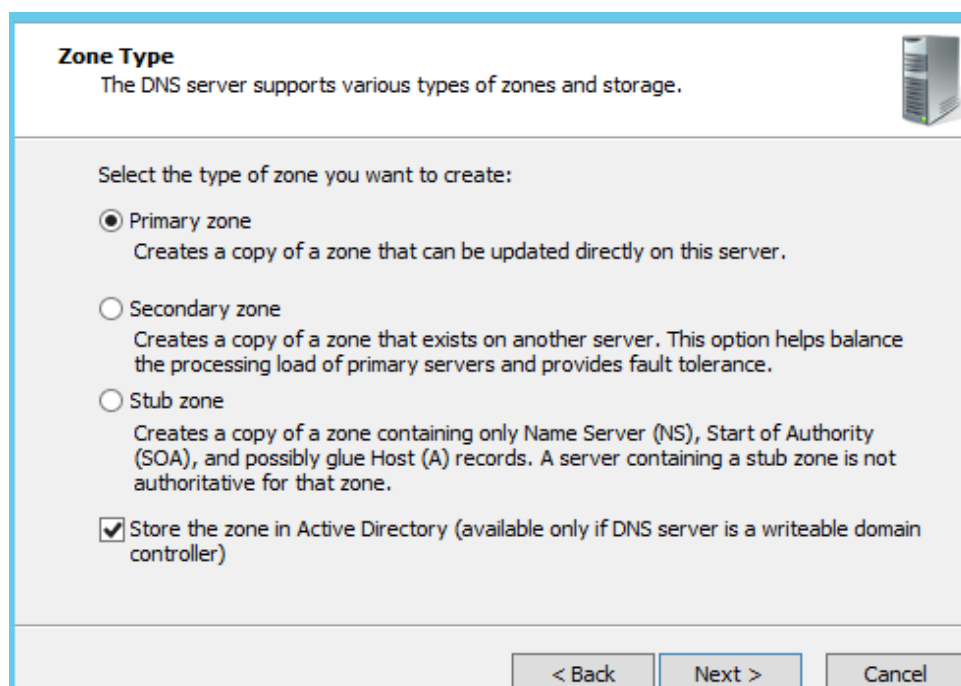 Zone Type
The DNS server supports various types of zones and storage.
Select the type of zone you want to create:
Primary zone
Creates a copy of a zone that can be updated directly on this server.
Secondary zone
Creates a copy of a zone that exists on another server. This option helps balance
the processing load of primary servers and provides fault tolerance.
Stub zone
Creates a copy of a zone containing only Name Server (NS), Start of Authority
(SOA), and possibly glue Host (A) records. A server containing a stub zone is not
authoritative for that zone.
Store the zone in Active Directory (available only if DNS server is a writeable domain
controller)
< Back Next > Cancel